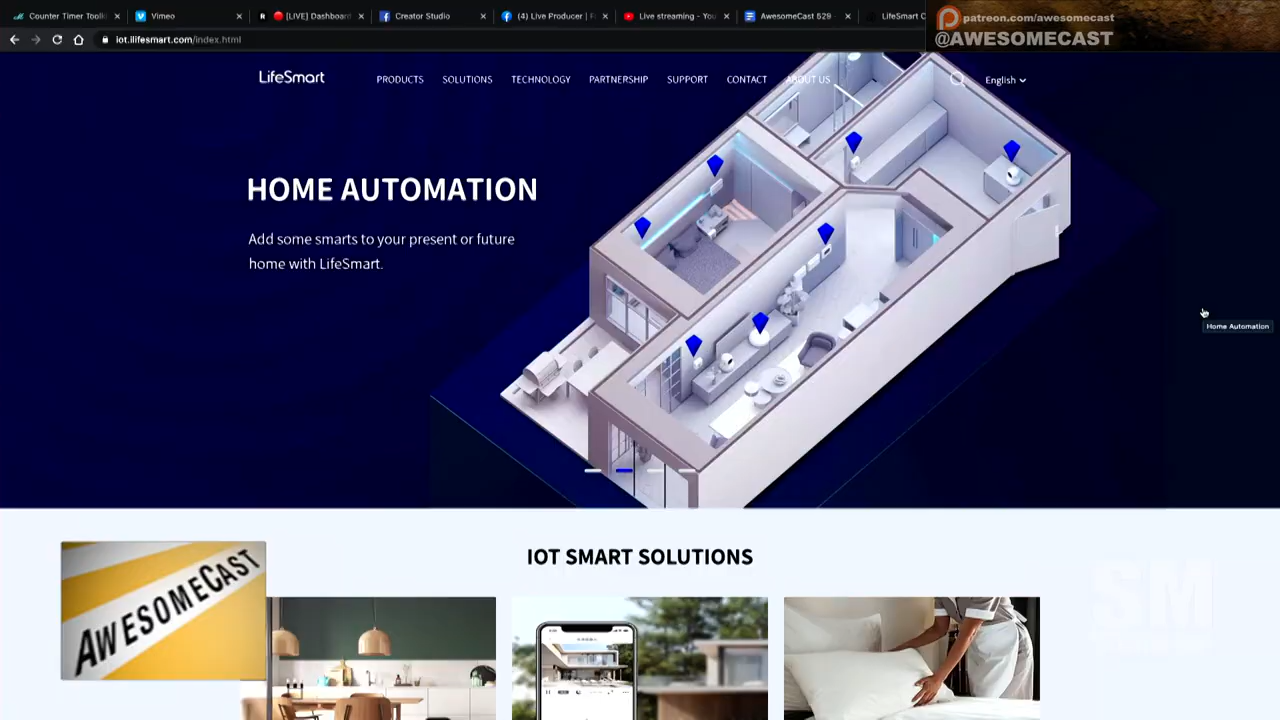 Counter Timer Toolki
Vimeo
[LIVE] Dashboard
Creator Studio
(4) Live Producer | F
Live streaming - You
AwesomeCast 529
LifeSmart C
patreon.com/awesomecast
@AWESOMECAST
iot.ilifesmart.com/index.html
LifeSmart
PRODUCTS
SOLUTIONS
TECHNOLOGY
PARTNERSHIP
SUPPORT
CONTACT
ABOUT US
English
HOME AUTOMATION
Add some smarts to your present or future
home with LifeSmart.
Home Automation
IOT SMART SOLUTIONS
AWESOMECAST
SM